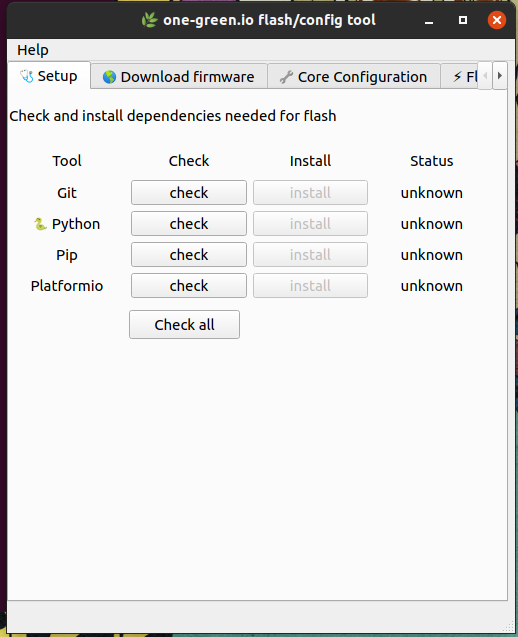 one-green.io flash/config tool
Help
Setup Download firmware Core Configuration Fl
Check and install dependencies needed for flash
Tool Check Install Status
Git check install unknown
Python check install unknown
Pip check install unknown
Platformio check install unknown
Check all